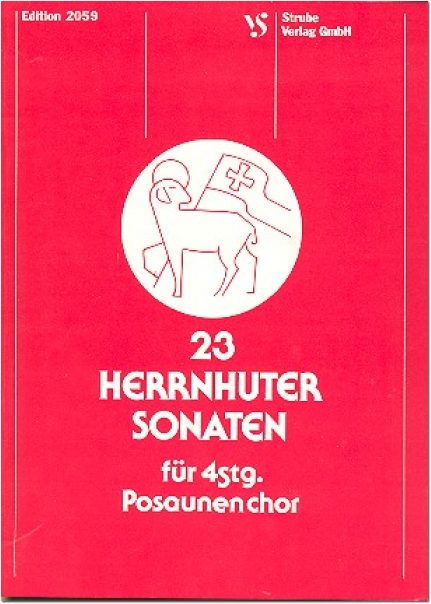 Edition 2059
VS
Strube
Verlag GmbH
23
HERRNHUTER
SONATEN
für 4stg.
Posaunenchor